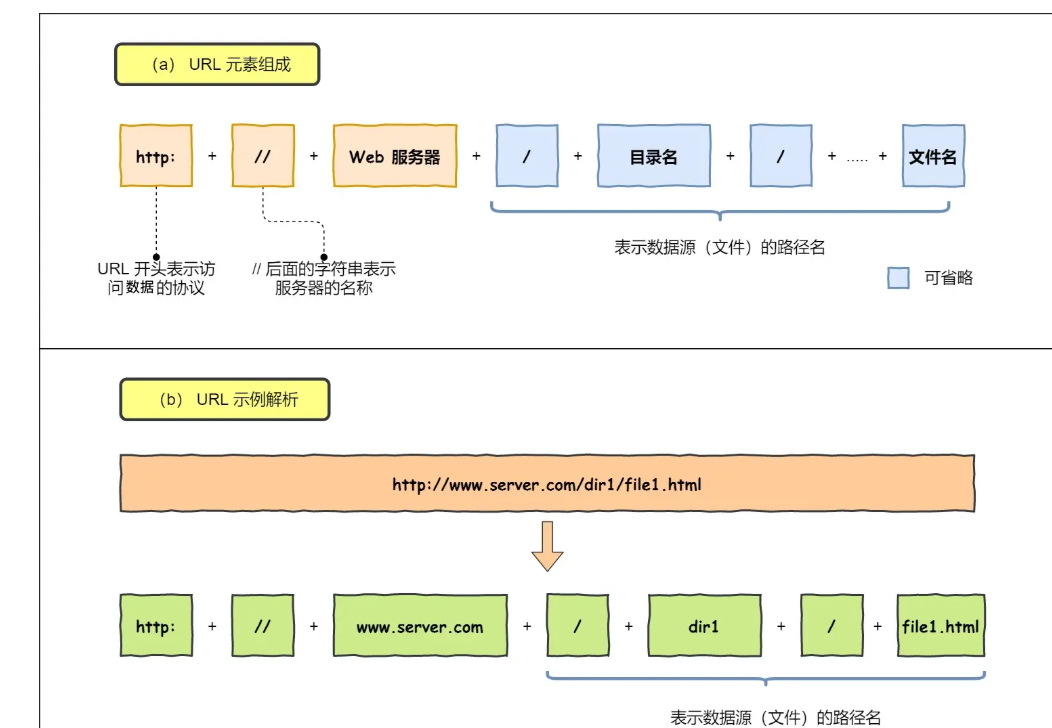 （a） URL 元素组成
http: + // + Web 服务器 + / + 目录名 + / + ..... + 文件名
URL 开头表示访
问数据的协议
// 后面的字符串表示
服务器的名称
表示数据源（文件）的路径名
可省略
（b） URL 示例解析
http://www.server.com/dir1/file1.html
http: + // + www.server.com + / + dir1 + / + file1.html
表示数据源（文件）的路径名